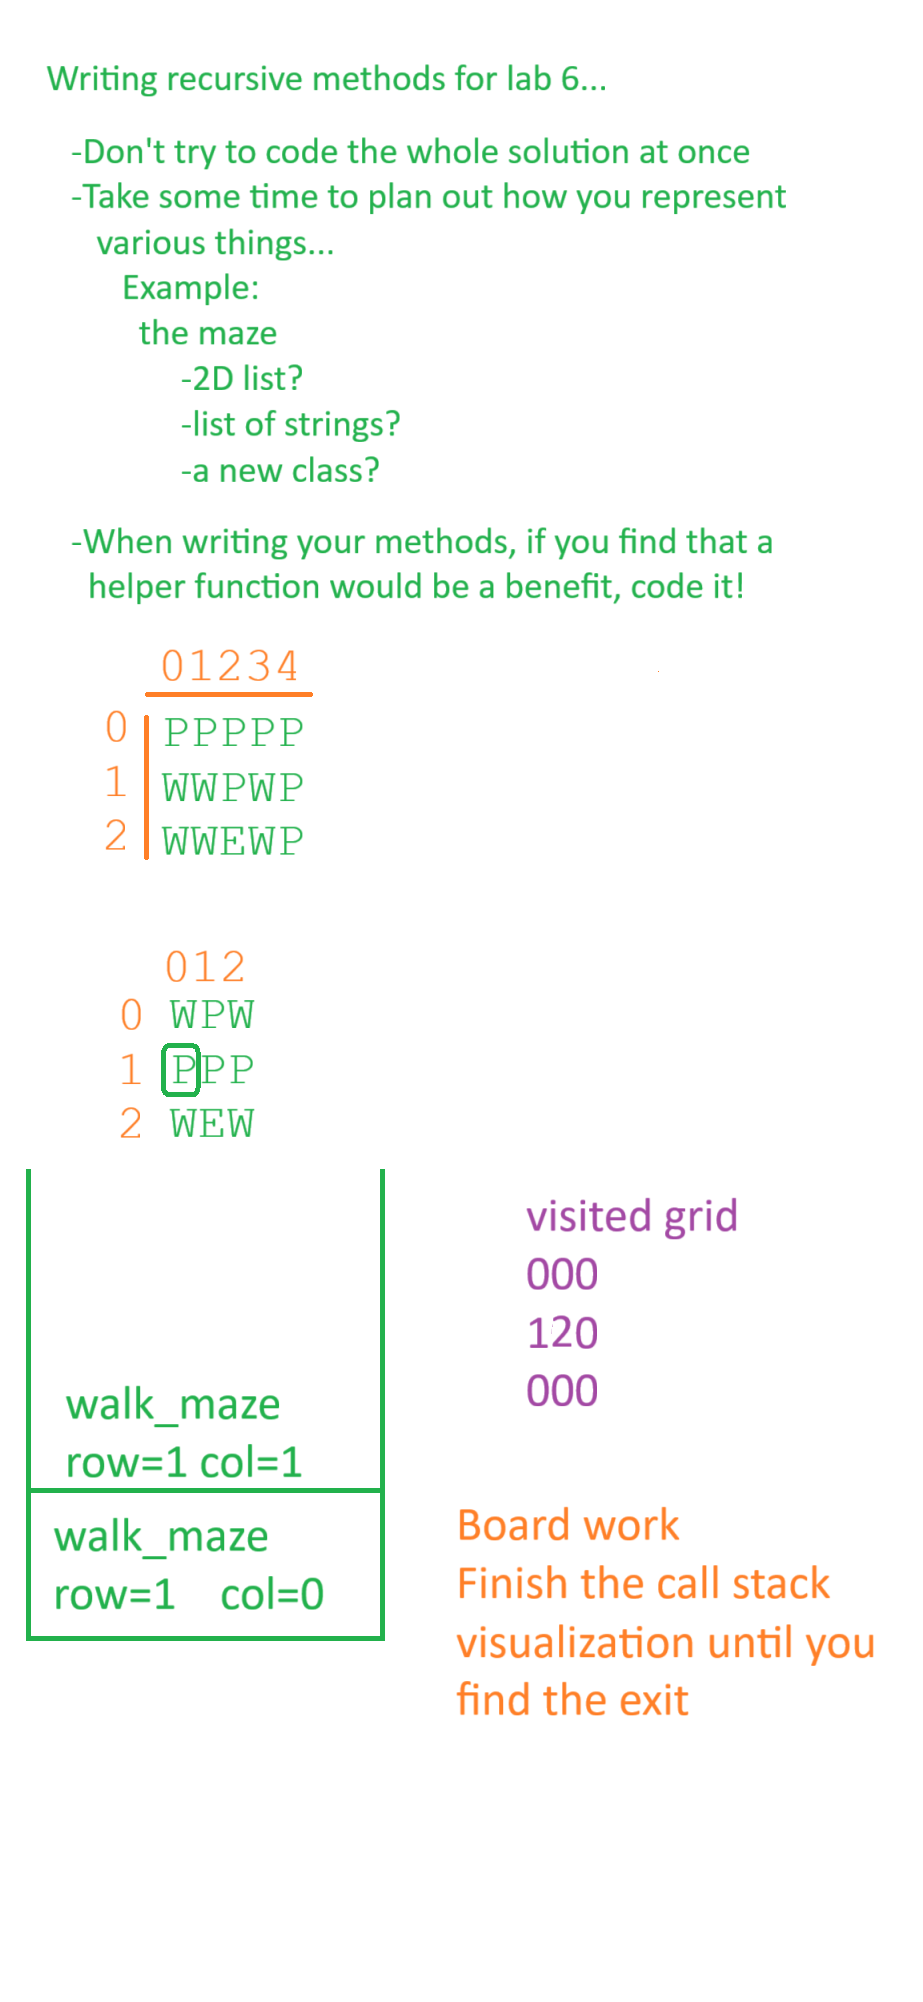 Writing recursive methods for lab 6...
-Don't try to code the whole solution at once
-Take some time to plan out how you represent
various things...
Example:
the maze
-2D list?
-list of strings?
-a new class?
-When writing your methods, if you find that a
helper function would be a benefit, code it!
01234
0 PPPPP
1 WWPWP
2 WWEWP
012
0 WPW
1 PPP
2 WEW
visited grid
000
120
000
walk_maze
row=1 col=1
walk_maze
row=1 col=0
Board work
Finish the call stack
visualization until you
find the exit